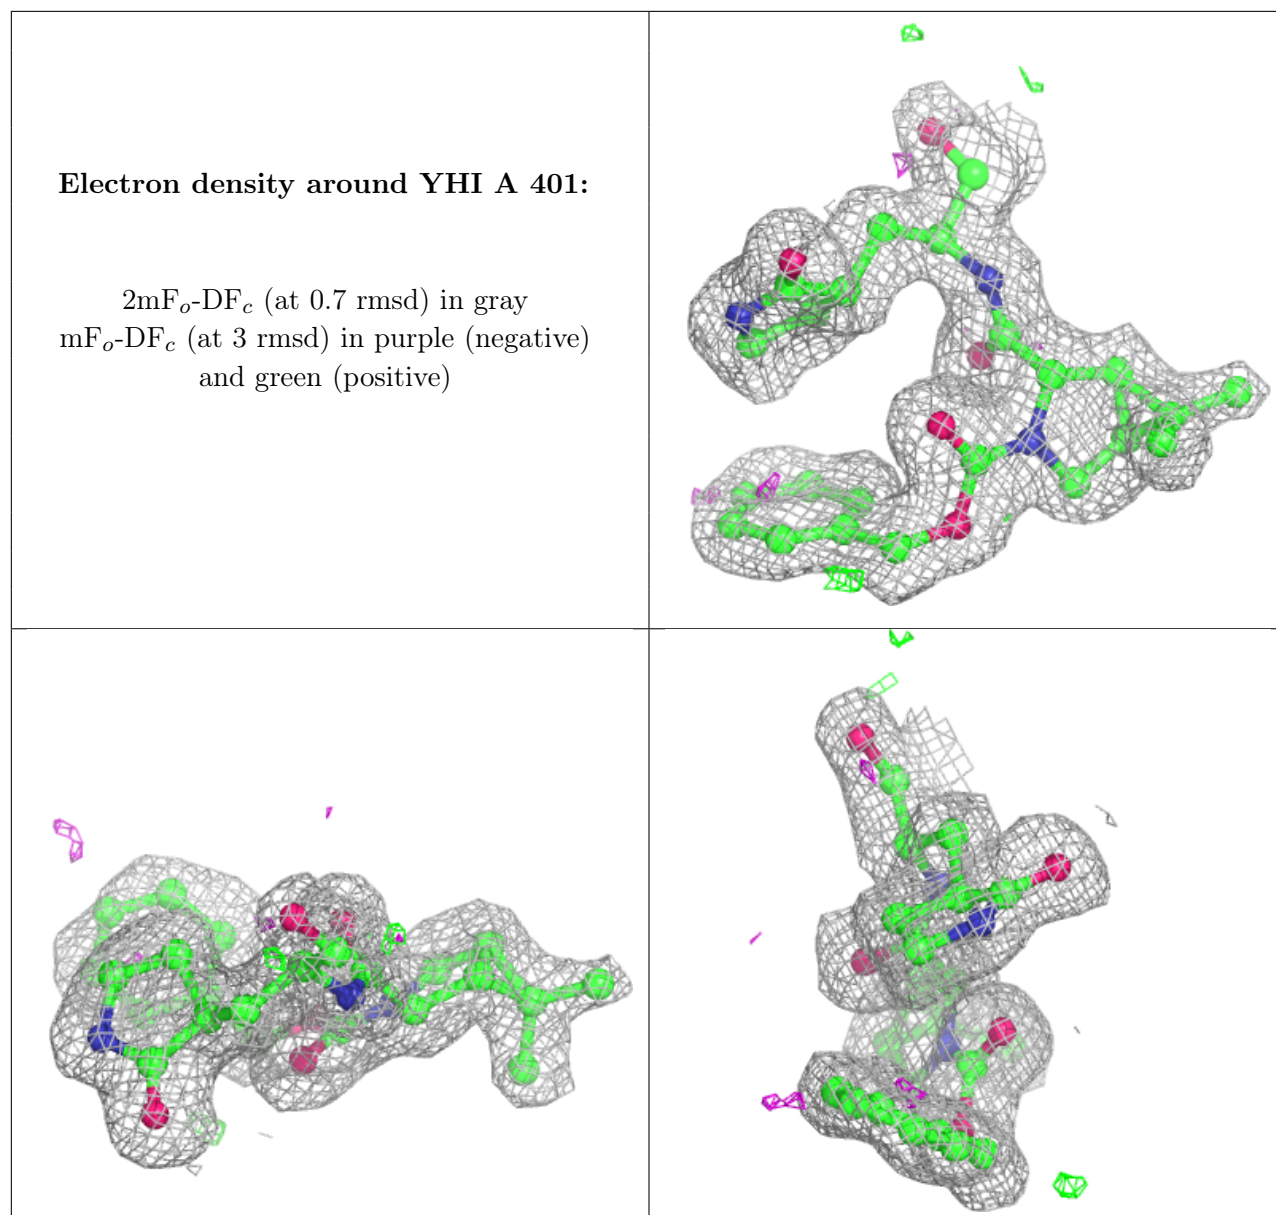 Electron density around YHI A 401:
2mFo-DFc (at 0.7 rmsd) in gray
mFo-DFc (at 3 rmsd) in purple (negative)
and green (positive)